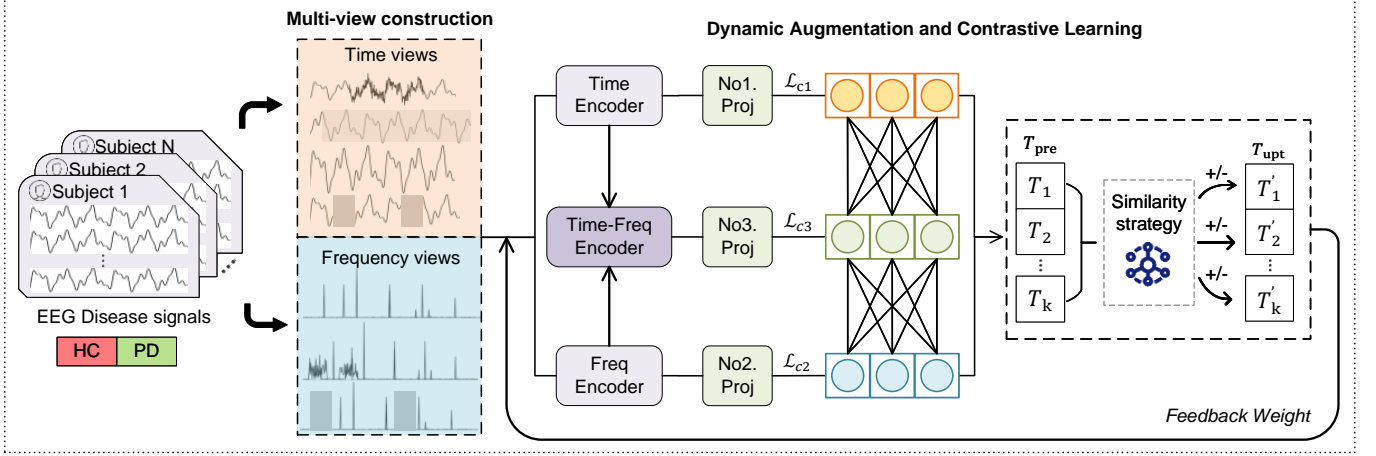 Multi-view construction
Dynamic Augmentation and Contrastive Learning
Subject N
Subject 2
Subject 1
EEG Disease signals
HC
PD
Time views
Frequency views
Time
Encoder
No1.
Proj
ℒc1
Time-Freq
Encoder
No3.
Proj
ℒc3
Freq
Encoder
No2.
Proj
ℒc2
Tpre
T1
T2
⋮
Tk
Similarity
strategy
+/-
+/-
+/-
Tupt
T′1
T′2
⋮
T′k
Feedback Weight